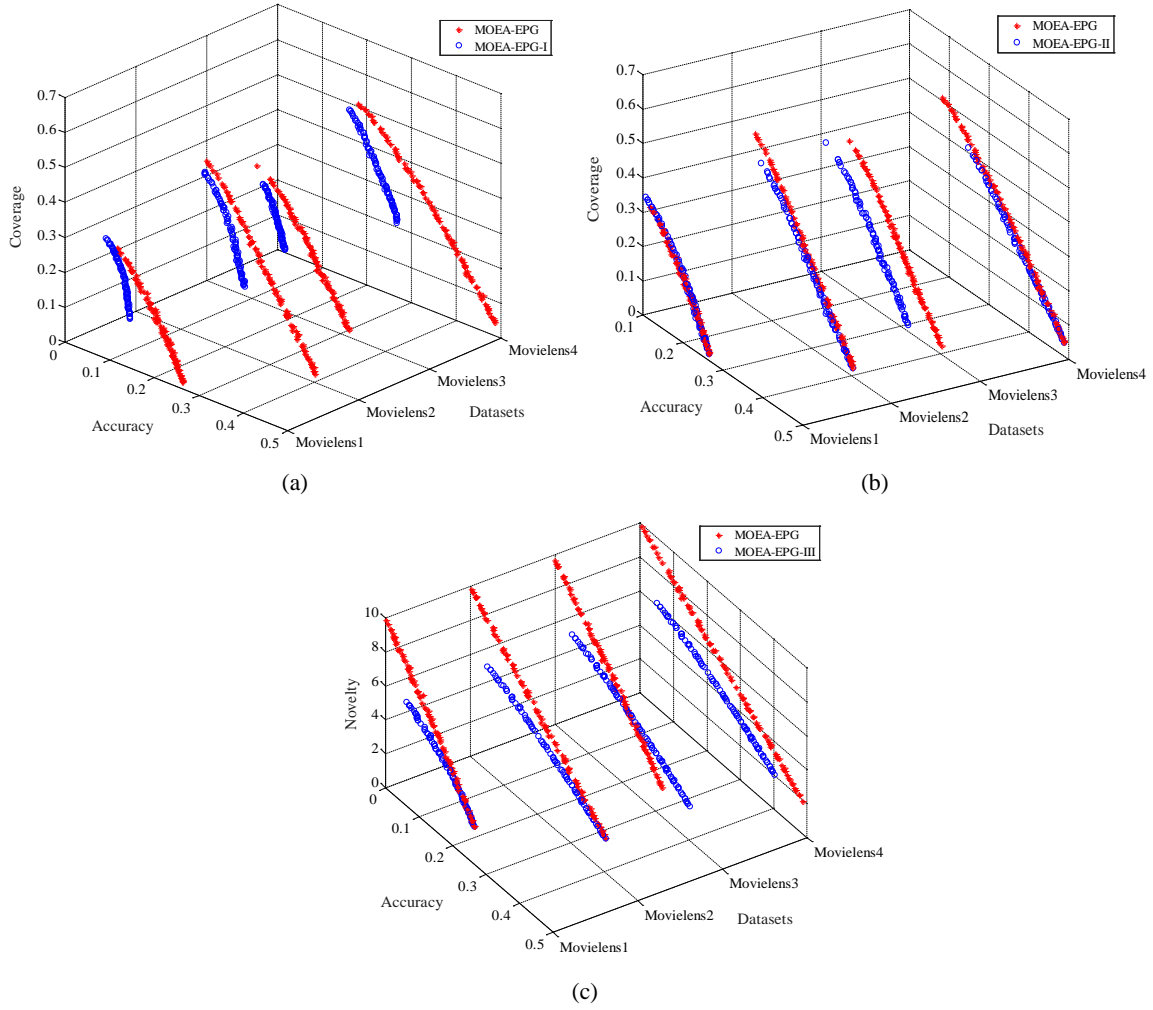 MOEA-EPG
MOEA-EPG-I
0.7
0.6
0.5
0.4
0.3
0.2
0.1
0
Coverage
0
0.1
0.2
0.3
0.4
0.5
Accuracy
Movielens1
Movielens2
Movielens3
Movielens4
Datasets
(a)
MOEA-EPG
MOEA-EPG-II
0.7
0.6
0.5
0.4
0.3
0.2
0.1
0
Coverage
0.1
0.2
0.3
0.4
0.5
Accuracy
Movielens1
Movielens2
Movielens3
Movielens4
Datasets
(b)
MOEA-EPG
MOEA-EPG-III
10
8
6
4
2
0
Novelty
0
0.1
0.2
0.3
0.4
0.5
Accuracy
Movielens1
Movielens2
Movielens3
Movielens4
Datasets
(c)